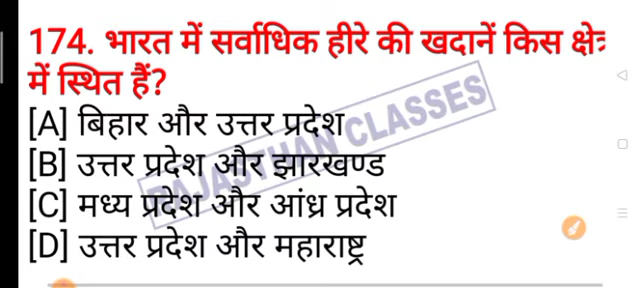 174. भारत में सर्वाधिक हीरे की खदानें किस क्षेत्र
में स्थित हैं?
[A] बिहार और उत्तर प्रदेश
[B] उत्तर प्रदेश और झारखण्ड
[C] मध्य प्रदेश और आंध्र प्रदेश
[D] उत्तर प्रदेश और महाराष्ट्र
RAJASTHAN CLASSES